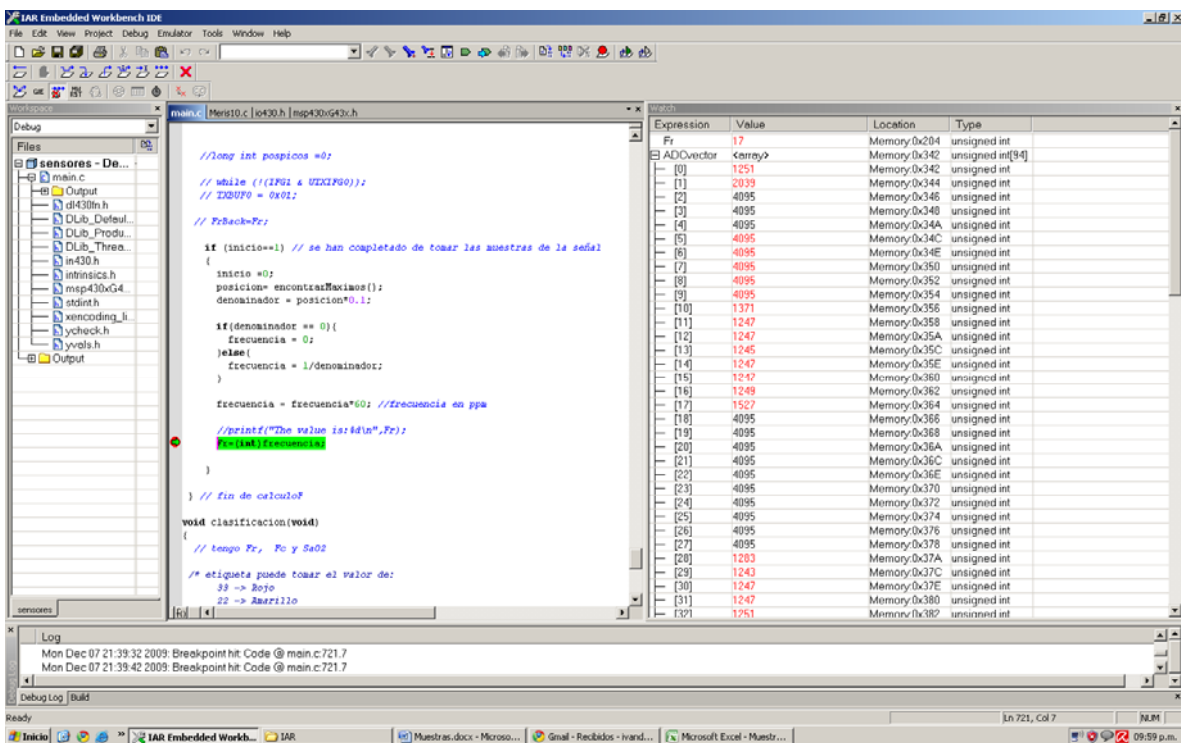 IAR Embedded Workbench IDE
File Edit View Project Debug Emulator Tools Window Help
Workspace
Debug
Files
sensores - De...
main.c
Output
dl430fn.h
DLib_Defaul...
DLib_Produ...
DLib_Threa...
in430.h
intrinsics.h
msp430xG4...
stdint.h
xencoding_li...
ycheck.h
yvals.h
Output
sensores
main.c | Meris10.c | io430.h | msp430xG43x.h
//long int pospicos =0;
// while (!(IFG1 & UTXIFG0));
// TXBUF0 = 0x01;
// FrBack=Fr;
if (inicio==1) // se han completado de tomar las muestras de la señal
{
inicio =0;
posicion= encontrarMaximos();
denominador = posicion*0.1;
if(denominador == 0){
frecuencia = 0;
}else{
frecuencia = 1/denominador;
}
frecuencia = frecuencia*60; //frecuencia en ppm
//printf("The value is:%d\n",Fr);
Fr=(int)frecuencia;
}
} // fin de calculoF
void clasificacion(void)
{
// tengo Fr, Fc y SaO2
/* etiqueta puede tomar el valor de:
33 -> Rojo
22 -> Amarillo
Watch
Expression Value Location Type
Fr 17 Memory:0x204 unsigned int
ADCvector <array> Memory:0x342 unsigned int[94]
[0] 1251 Memory:0x342 unsigned int
[1] 2039 Memory:0x344 unsigned int
[2] 4095 Memory:0x346 unsigned int
[3] 4095 Memory:0x348 unsigned int
[4] 4095 Memory:0x34A unsigned int
[5] 4095 Memory:0x34C unsigned int
[6] 4095 Memory:0x34E unsigned int
[7] 4095 Memory:0x350 unsigned int
[8] 4095 Memory:0x352 unsigned int
[9] 4095 Memory:0x354 unsigned int
[10] 1371 Memory:0x356 unsigned int
[11] 1247 Memory:0x358 unsigned int
[12] 1247 Memory:0x35A unsigned int
[13] 1245 Memory:0x35C unsigned int
[14] 1247 Memory:0x35E unsigned int
[15] 1247 Memory:0x360 unsigned int
[16] 1249 Memory:0x362 unsigned int
[17] 1527 Memory:0x364 unsigned int
[18] 4095 Memory:0x366 unsigned int
[19] 4095 Memory:0x368 unsigned int
[20] 4095 Memory:0x36A unsigned int
[21] 4095 Memory:0x36C unsigned int
[22] 4095 Memory:0x36E unsigned int
[23] 4095 Memory:0x370 unsigned int
[24] 4095 Memory:0x372 unsigned int
[25] 4095 Memory:0x374 unsigned int
[26] 4095 Memory:0x376 unsigned int
[27] 4095 Memory:0x378 unsigned int
[28] 1283 Memory:0x37A unsigned int
[29] 1243 Memory:0x37C unsigned int
[30] 1247 Memory:0x37E unsigned int
[31] 1247 Memory:0x380 unsigned int
[32] 1251 Memory:0x382 unsigned int
Log
Mon Dec 07 21:39:32 2009: Breakpoint hit: Code @ main.c:721.7
Mon Dec 07 21:39:42 2009: Breakpoint hit: Code @ main.c:721.7
Debug Log
Debug Log Build
Ready Ln 721, Col 7 NUM
Inicio IAR Embedded Workb... IAR Muestras.docx - Microso... Gmail - Recibidos - ivand... Microsoft Excel - Muestr... 09:59 p.m.